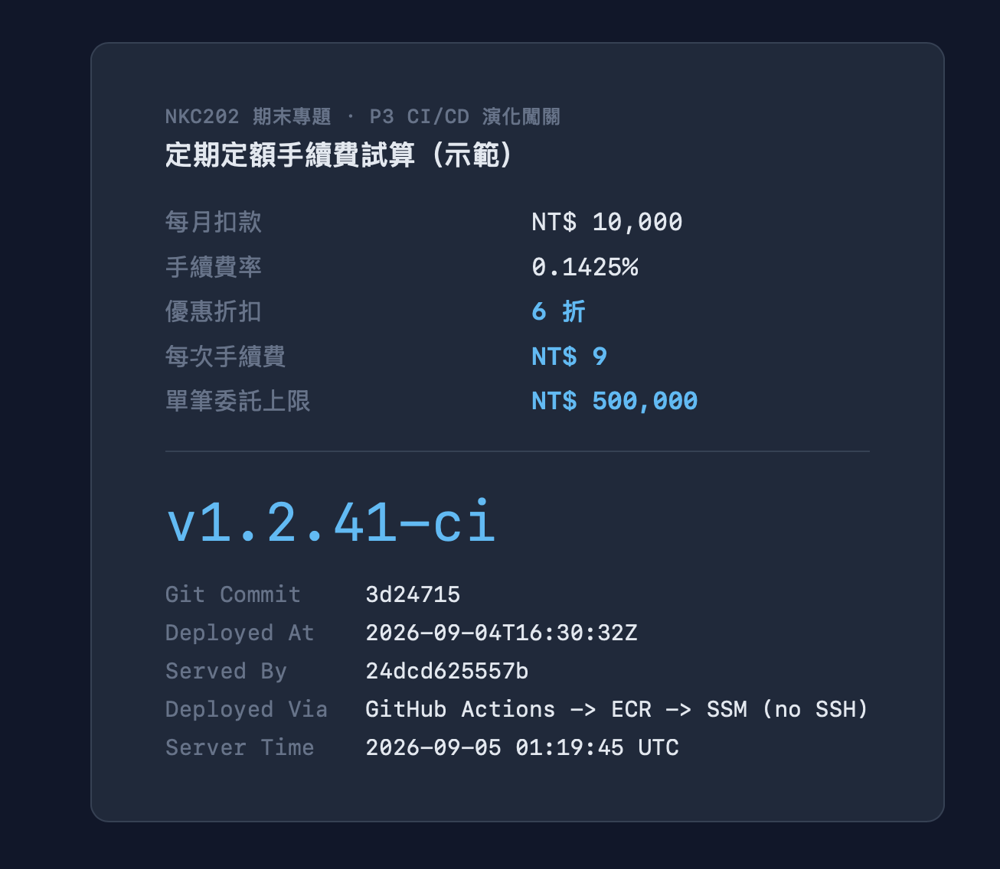 NKC202 期末專題 · P3 CI/CD 演化闖關
定期定額手續費試算（示範）
每月扣款 NT$ 10,000
手續費率 0.1425%
優惠折扣 6 折
每次手續費 NT$ 9
單筆委託上限 NT$ 500,000
v1.2.41-ci
Git Commit 3d24715
Deployed At 2026-09-04T16:30:32Z
Served By 24dcd625557b
Deployed Via GitHub Actions -> ECR -> SSM (no SSH)
Server Time 2026-09-05 01:19:45 UTC